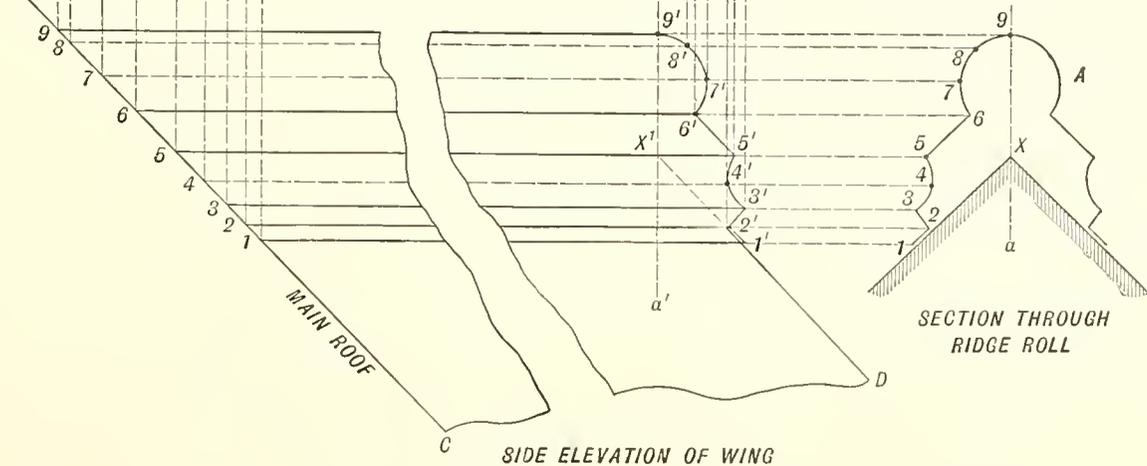 9
8
7
6
5
4
3
2
1
MAIN ROOF
C
9'
8'
7'
6'
X¹
5'
4'
3'
2'
1'
a'
D
SIDE ELEVATION OF WING
9
8
A
7
6
5
X
4
3
2
1
a
SECTION THROUGH
RIDGE ROLL